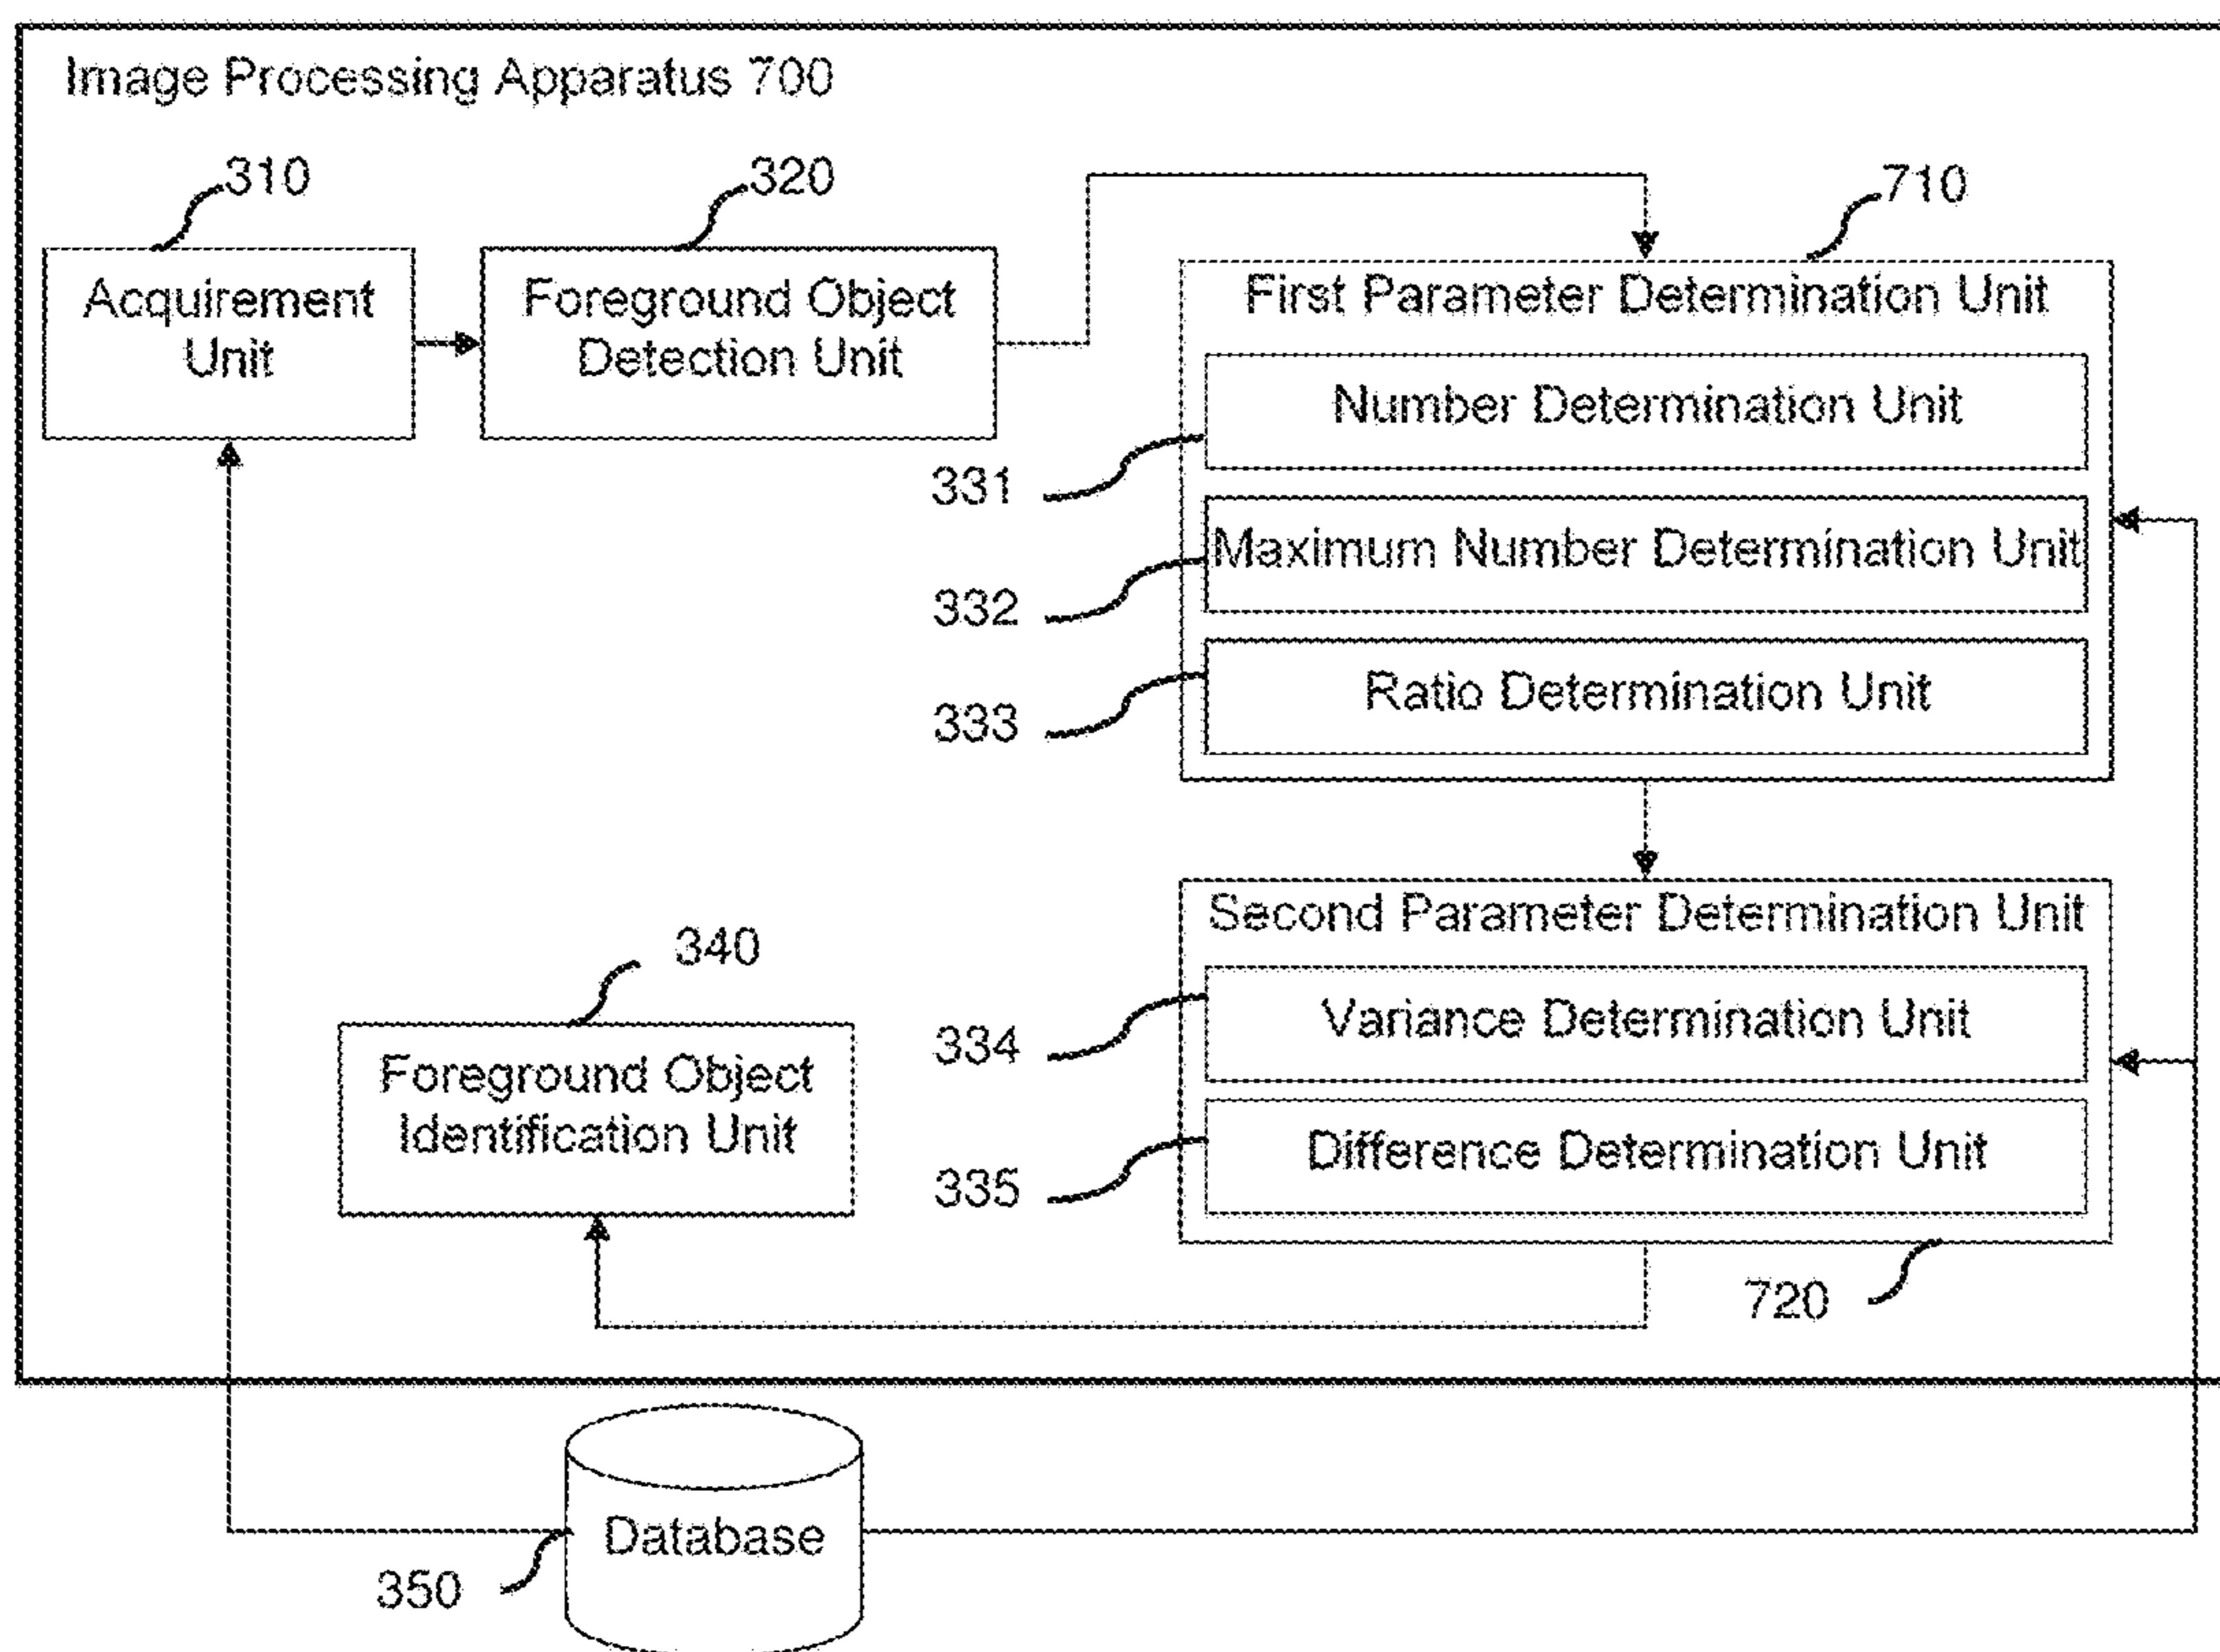 Image Processing Apparatus 700
310
320
710
Acquirement
Unit
Foreground Object
Detection Unit
First Parameter Determination Unit
Number Determination Unit
331
Maximum Number Determination Unit
332
Ratio Determination Unit
333
Second Parameter Determination Unit
340
Variance Determination Unit
334
Foreground Object
Identification Unit
Difference Determination Unit
335
720
Database
350